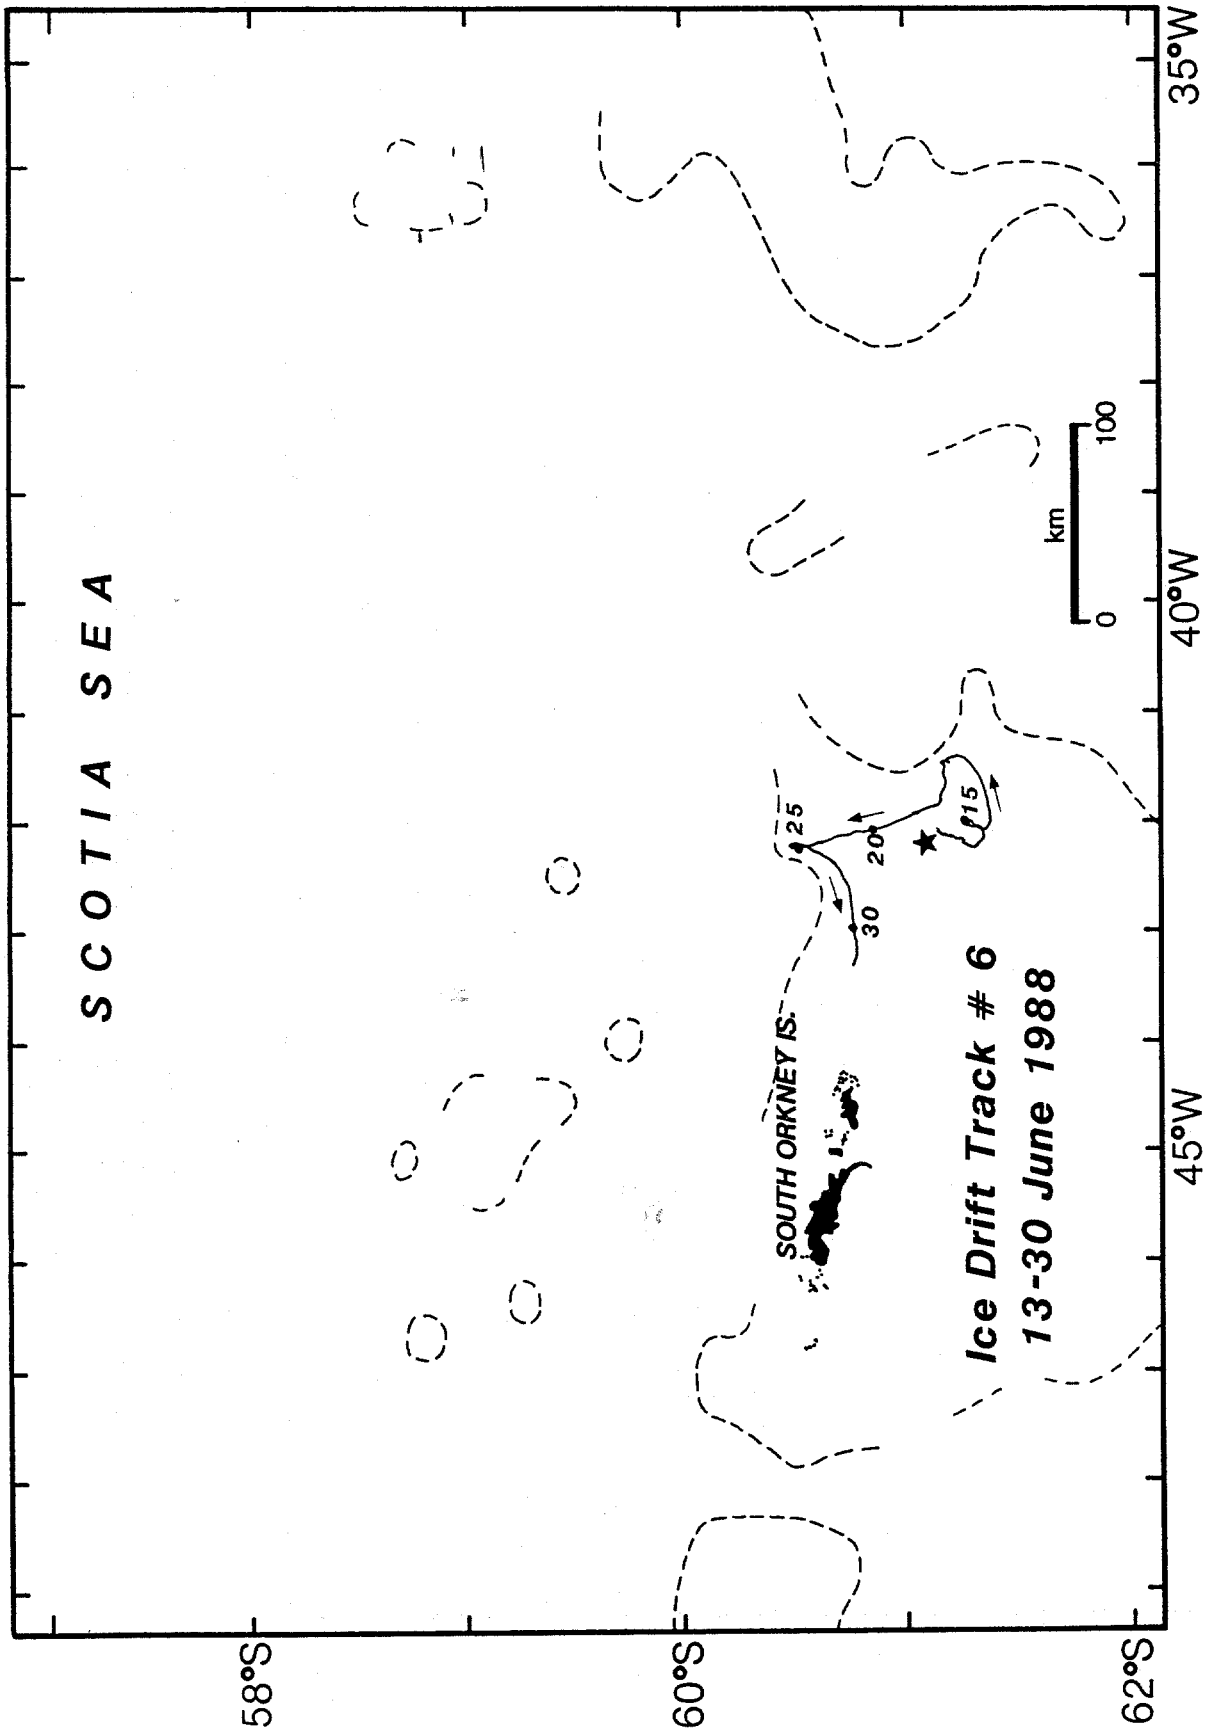 SCOTIA SEA
58°S
60°S
62°S
SOUTH ORKNEY IS.
25
20
30
15
Ice Drift Track # 6
13-30 June 1988
km
0 100
45°W 40°W 35°W